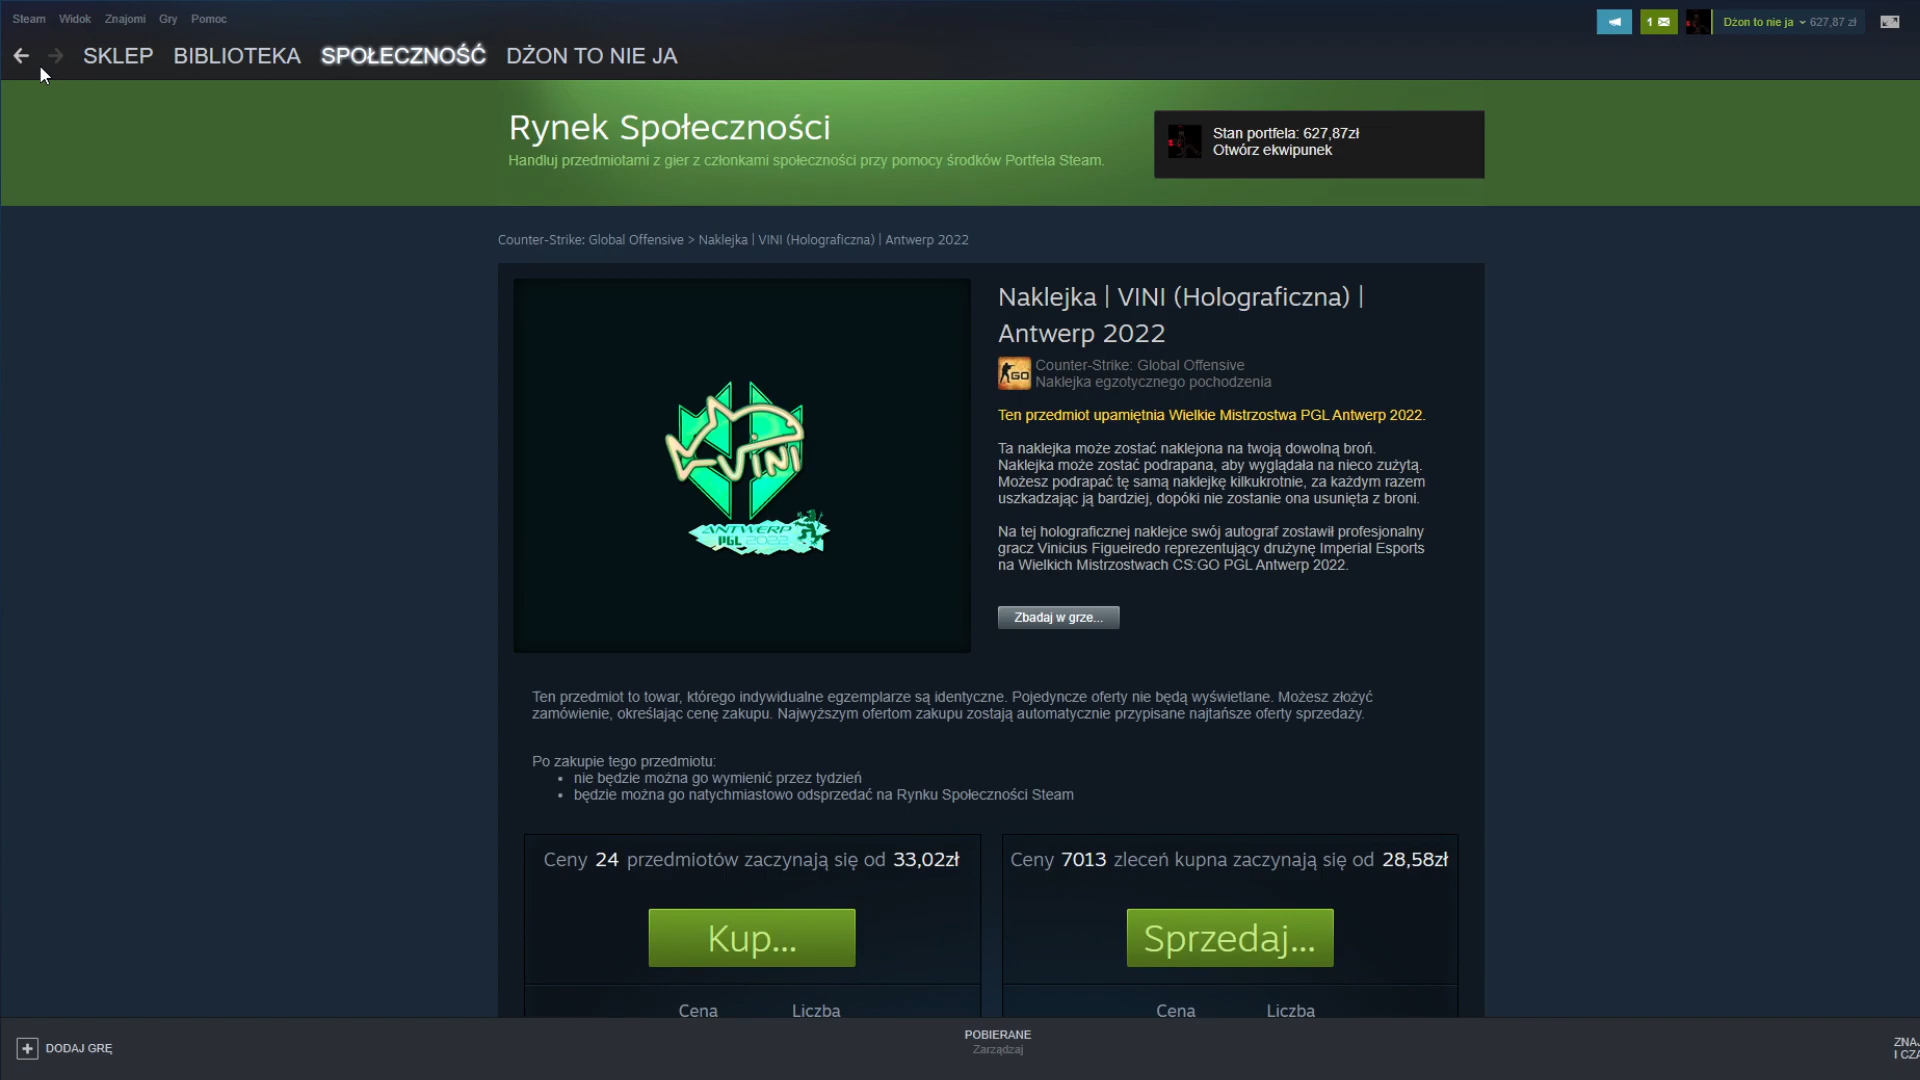 Steam Widok Znajomi Gry Pomoc
1 Dżon to nie ja 627,87 zł
SKLEP BIBLIOTEKA SPOŁECZNOŚĆ DŻON TO NIE JA
Rynek Społeczności
Handluj przedmiotami z gier z członkami społeczności przy pomocy środków Portfela Steam.
Stan portfela: 627,87zł
Otwórz ekwipunek
Counter-Strike: Global Offensive > Naklejka | VINI (Holograficzna) | Antwerp 2022
VINI
ANTWERP
PGL 2022
Naklejka | VINI (Holograficzna) |
Antwerp 2022
GO
Counter-Strike: Global Offensive
Naklejka egzotycznego pochodzenia
Ten przedmiot upamiętnia Wielkie Mistrzostwa PGL Antwerp 2022.
Ta naklejka może zostać naklejona na twoją dowolną broń.
Naklejka może zostać podrapana, aby wyglądała na nieco zużytą.
Możesz podrapać tę samą naklejkę kilkukrotnie, za każdym razem
uszkadzając ją bardziej, dopóki nie zostanie ona usunięta z broni.
Na tej holograficznej naklejce swój autograf zostawił profesjonalny
gracz Vinicius Figueiredo reprezentujący drużynę Imperial Esports
na Wielkich Mistrzostwach CS:GO PGL Antwerp 2022.
Zbadaj w grze...
Ten przedmiot to towar, którego indywidualne egzemplarze są identyczne. Pojedyncze oferty nie będą wyświetlane. Możesz złożyć
zamówienie, określając cenę zakupu. Najwyższym ofertom zakupu zostają automatycznie przypisane najtańsze oferty sprzedaży.
Po zakupie tego przedmiotu:
• nie będzie można go wymienić przez tydzień
• będzie można go natychmiastowo odsprzedać na Rynku Społeczności Steam
Ceny 24 przedmiotów zaczynają się od 33,02zł
Kup...
Cena Liczba
Ceny 7013 zleceń kupna zaczynają się od 28,58zł
Sprzedaj...
Cena Liczba
DODAJ GRĘ
POBIERANE
Zarządzaj
ZNAJ
I CZA